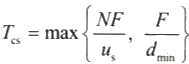 T_cs = max { NF/u_s, F/d_min }